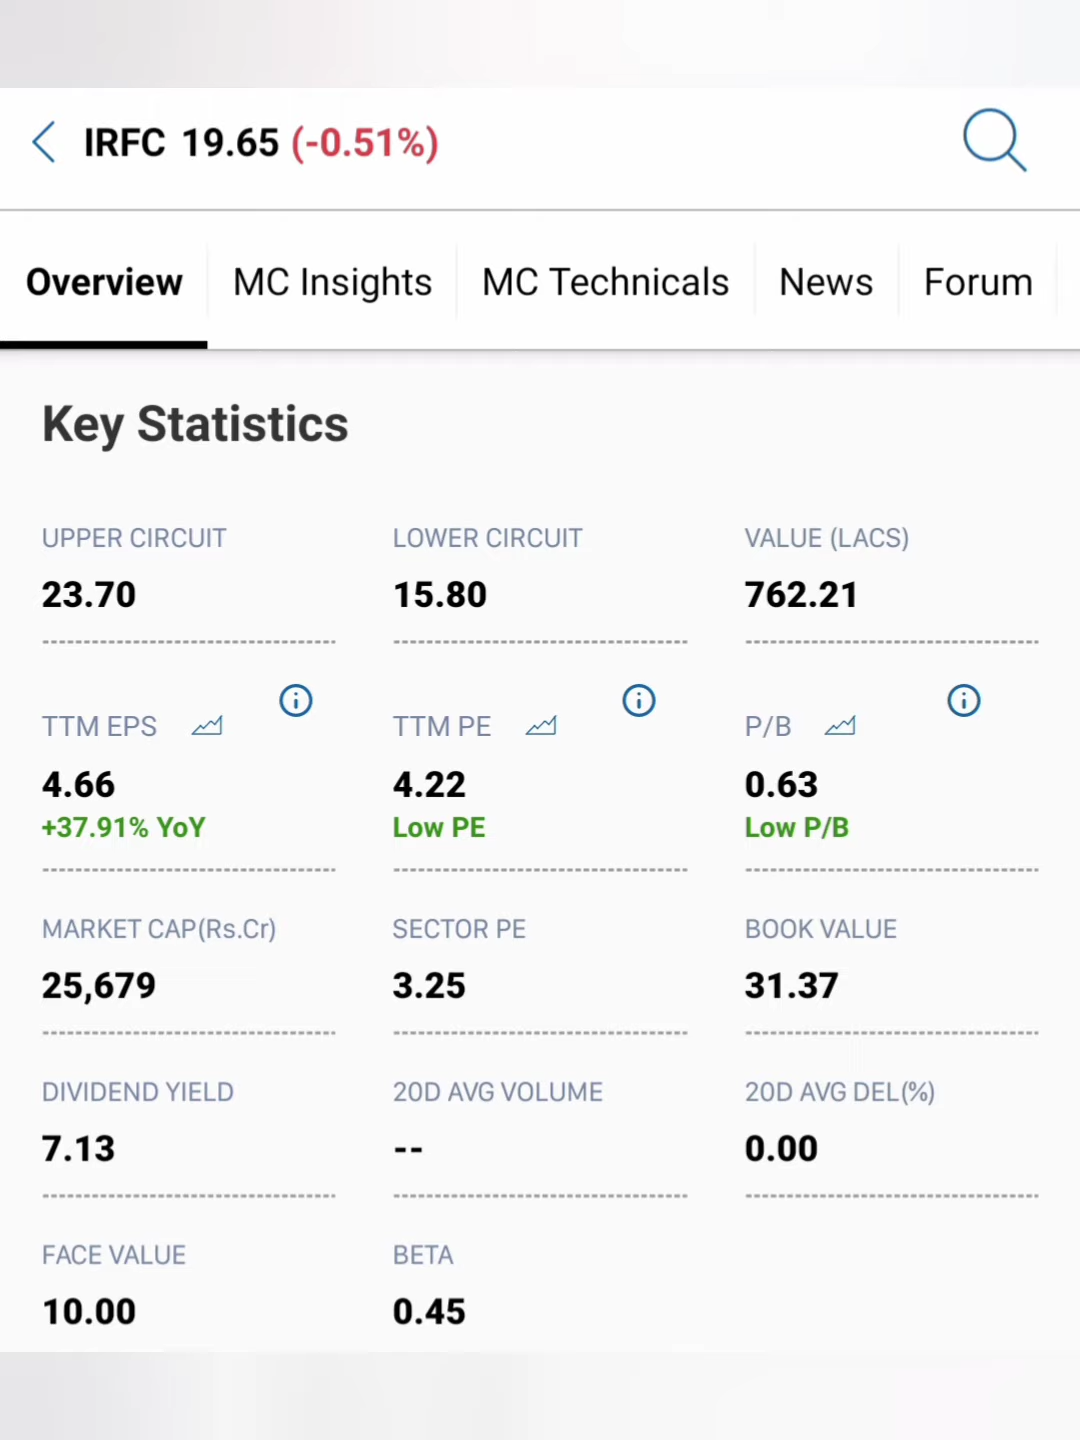 IRFC 19.65 (-0.51%)
Overview MC Insights MC Technicals News Forum
Key Statistics
UPPER CIRCUIT LOWER CIRCUIT VALUE (LACS)
23.70 15.80 762.21
TTM EPS TTM PE P/B
4.66 4.22 0.63
+37.91% YoY Low PE Low P/B
MARKET CAP(Rs.Cr) SECTOR PE BOOK VALUE
25,679 3.25 31.37
DIVIDEND YIELD 20D AVG VOLUME 20D AVG DEL(%)
7.13 -- 0.00
FACE VALUE BETA
10.00 0.45